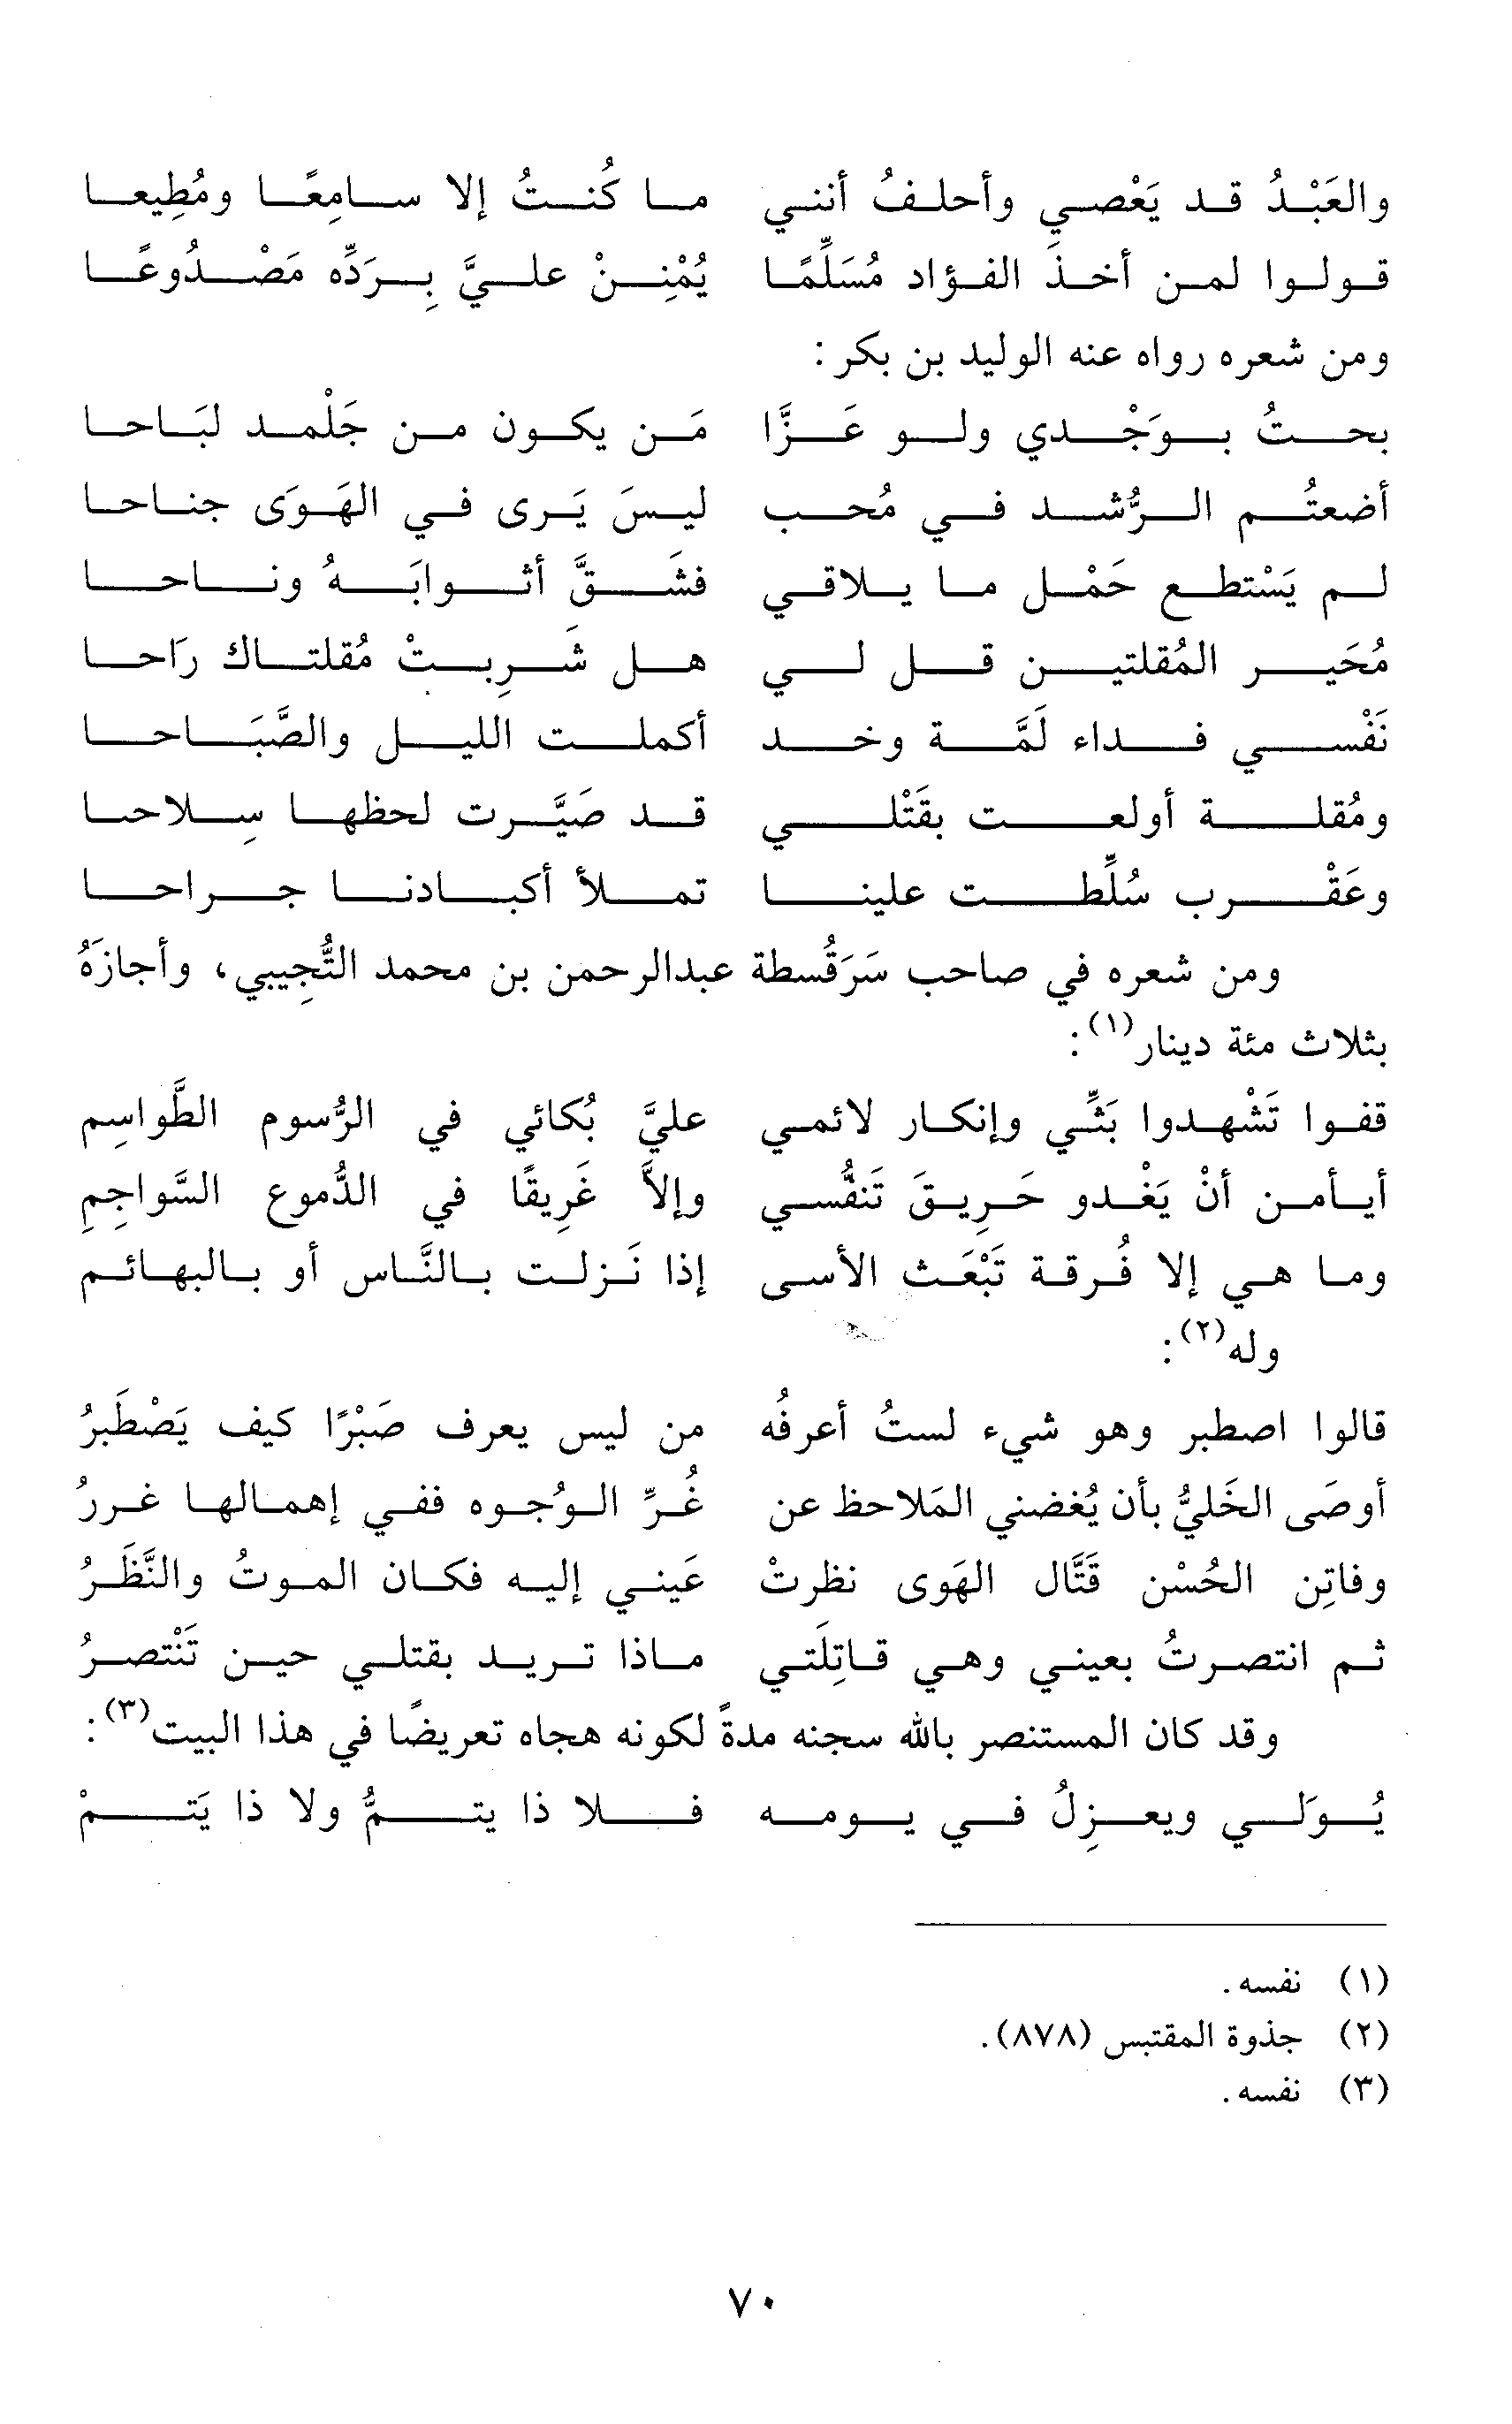 والعَبْدُ قد يَعْصي وأحلفُ أنني ما كُنتُ إلا سامِعًا ومُطِيعا
قولوا لمن أخذَ الفؤاد مُسَلِّمًا يُمْنِنْ عليَّ بِرَدِّه مَصْدُوعًا
ومن شعره رواه عنه الوليد بن بكر:
بحتُ بوَجْدي ولو عَزَّا مَن يكون من جَلْمد لبَاحا
أضعتُم الرُّشد في مُحب ليسَ يَرى في الهَوَى جناحا
لم يَسْتطع حَمْل ما يلاقي فشَقَّ أثوابَهُ وناحا
مُحَير المُقلتين قل لي هل شَرِبتْ مُقلتاك رَاحا
نَفْسي فداء لَمَّة وخد أكملت الليل والصَّبَاحا
ومُقلة أولعت بقَتْلي قد صَيَّرت لحظها سِلاحا
وعَقْرب سُلِّطت علينا تملأ أكبادنا جراحا
ومن شعره في صاحب سَرَقُسطة عبدالرحمن بن محمد التُّجِيبي، وأجازَهُ
بثلاث مئة دينار(١):
قفوا تَشْهدوا بَثِّي وإنكار لائمي عليَّ بُكائي في الرُّسوم الطَّواسِم
أيأمن أنْ يَغْدو حَرِيقَ تَنفُّسي وإلاَّ غَرِيقًا في الدُّموع السَّواجِمِ
وما هي إلا فُرقة تَبْعَث الأسى إذا نَزلت بالنَّاس أو بالبهائم
وله(٢):
قالوا اصطبر وهو شيء لستُ أعرفُه من ليس يعرف صَبْرًا كيف يَصْطَبرُ
أوصَى الخَليُّ بأن يُغضني المَلاحظ عن غُرِّ الوُجوه ففي إهمالها غررُ
وفاتِن الحُسْن قَتَّال الهَوى نظرتْ عَيني إليه فكان الموتُ والنَّظَرُ
ثم انتصرتُ بعيني وهي قاتِلَتي ماذا تريد بقتلي حين تَنْتصرُ
وقد كان المستنصر بالله سجنه مدةً لكونه هجاه تعريضًا في هذا البيت(٣):
يُوَلي ويعزِلُ في يومه فلا ذا يتمُّ ولا ذا يَتمْ
(١) نفسه.
(٢) جذوة المقتبس (٨٧٨).
(٣) نفسه.
٧٠